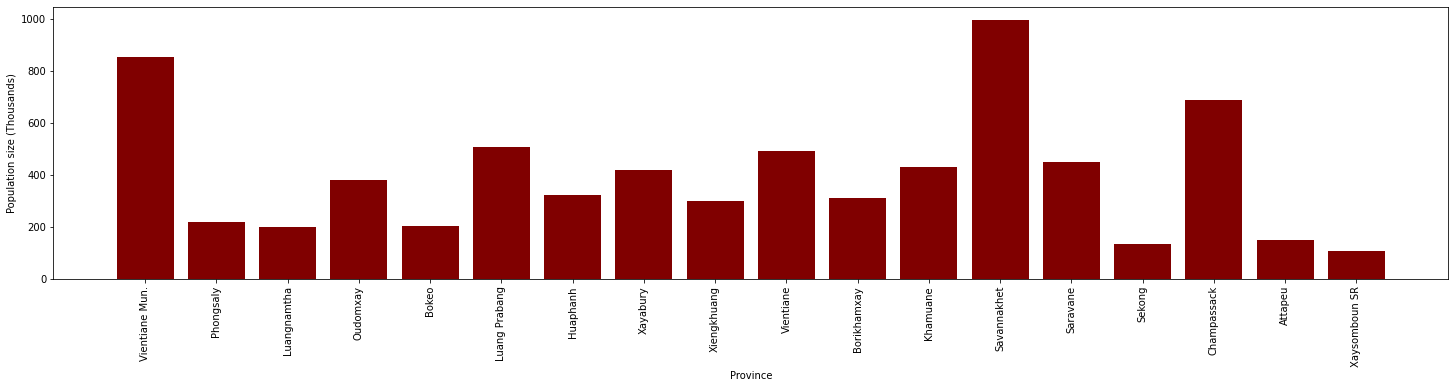 Population size (Thousands)
1000
800
600
400
200
0
Vientiane Mun.
Phongsaly
Luangnamtha
Oudomxay
Bokeo
Luang Prabang
Huaphanh
Xayabury
Xiengkhuang
Vientiane
Borikhamxay
Khamuane
Savannakhet
Saravane
Sekong
Champassack
Attapeu
Xaysomboun SR
Province